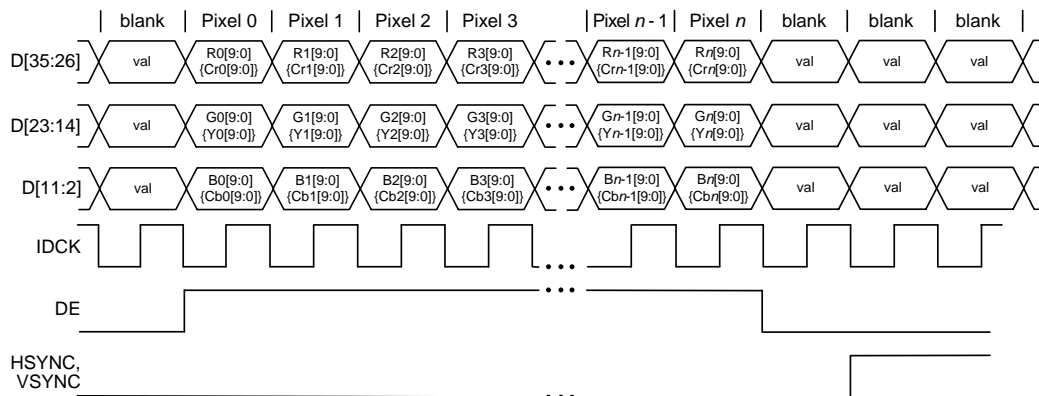 blank Pixel 0 Pixel 1 Pixel 2 Pixel 3 Pixel n - 1 Pixel n blank blank blank
D[35:26] val R0[9:0] R1[9:0] R2[9:0] R3[9:0] ••• Rn-1[9:0] Rn[9:0] val val val
{Cr0[9:0]} {Cr1[9:0]} {Cr2[9:0]} {Cr3[9:0]} {Crn-1[9:0]} {Crn[9:0]}
D[23:14] val G0[9:0] G1[9:0] G2[9:0] G3[9:0] ••• Gn-1[9:0] Gn[9:0] val val val
{Y0[9:0]} {Y1[9:0]} {Y2[9:0]} {Y3[9:0]} {Yn-1[9:0]} {Yn[9:0]}
D[11:2] val B0[9:0] B1[9:0] B2[9:0] B3[9:0] ••• Bn-1[9:0] Bn[9:0] val val val
{Cb0[9:0]} {Cb1[9:0]} {Cb2[9:0]} {Cb3[9:0]} {Cbn-1[9:0]} {Cbn[9:0]}
IDCK •••
DE •••
HSYNC,
VSYNC •••